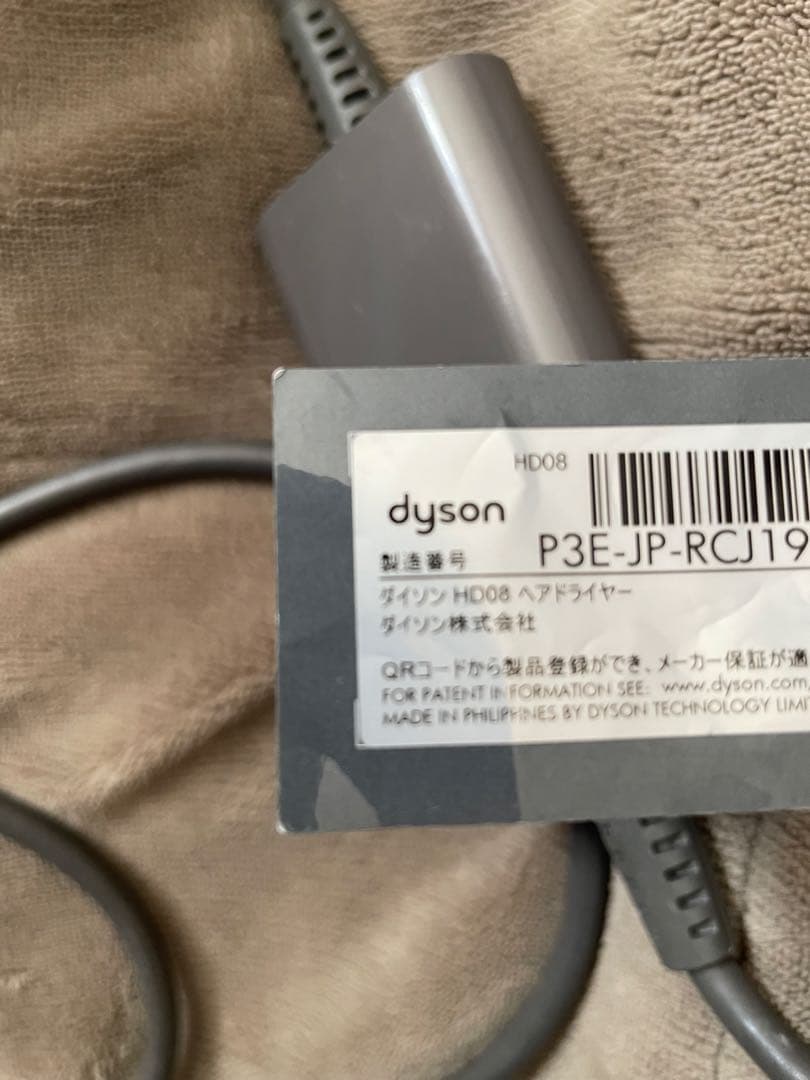 HD08
dyson
製造番号 P3E-JP-RCJ19
ダイソン HD08 ヘアドライヤー
ダイソン株式会社
QRコードから製品登録ができ、メーカー保証が適
FOR PATENT INFORMATION SEE: www.dyson.com
MADE IN PHILIPPINES BY DYSON TECHNOLOGY LIMI